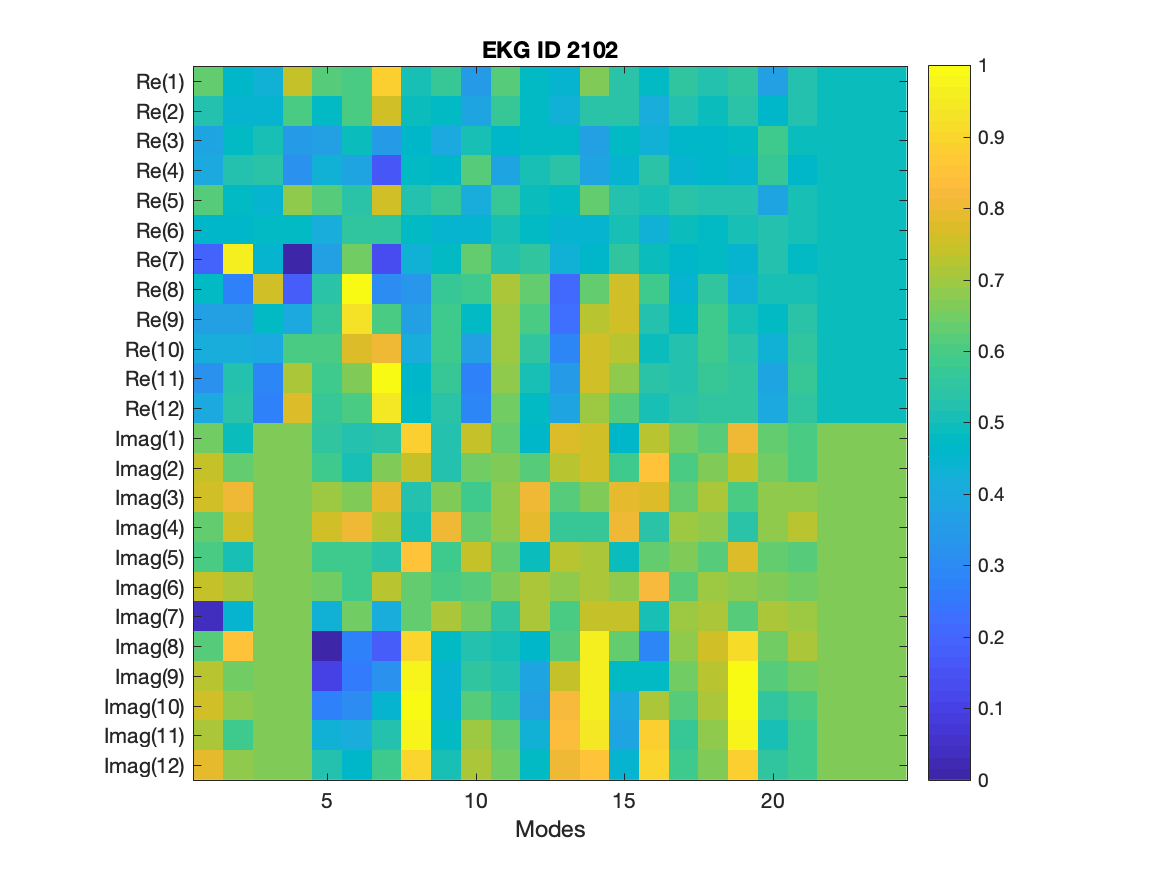 EKG ID 2102
Re(1)
Re(2)
Re(3)
Re(4)
Re(5)
Re(6)
Re(7)
Re(8)
Re(9)
Re(10)
Re(11)
Re(12)
Imag(1)
Imag(2)
Imag(3)
Imag(4)
Imag(5)
Imag(6)
Imag(7)
Imag(8)
Imag(9)
Imag(10)
Imag(11)
Imag(12)
5 10 15 20
Modes
1
0.9
0.8
0.7
0.6
0.5
0.4
0.3
0.2
0.1
0